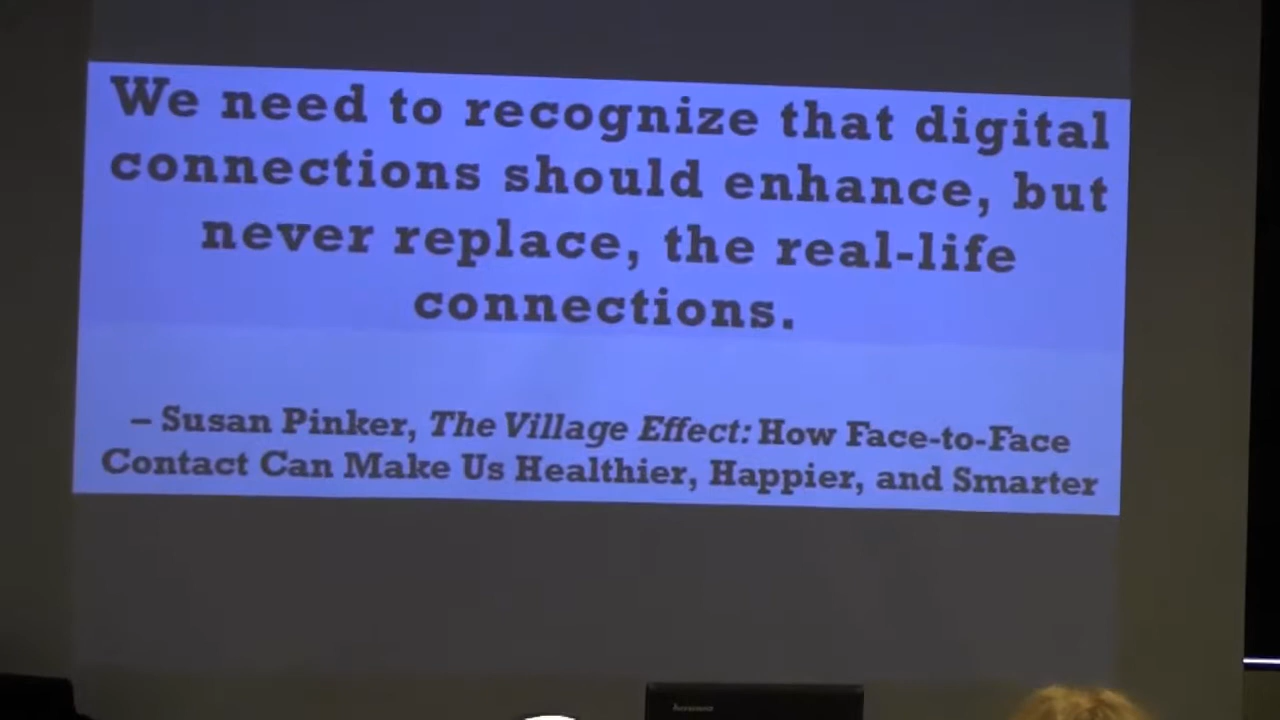 We need to recognize that digital
connections should enhance, but
never replace, the real-life
connections.
– Susan Pinker, The Village Effect: How Face-to-Face
Contact Can Make Us Healthier, Happier, and Smarter
lenovo